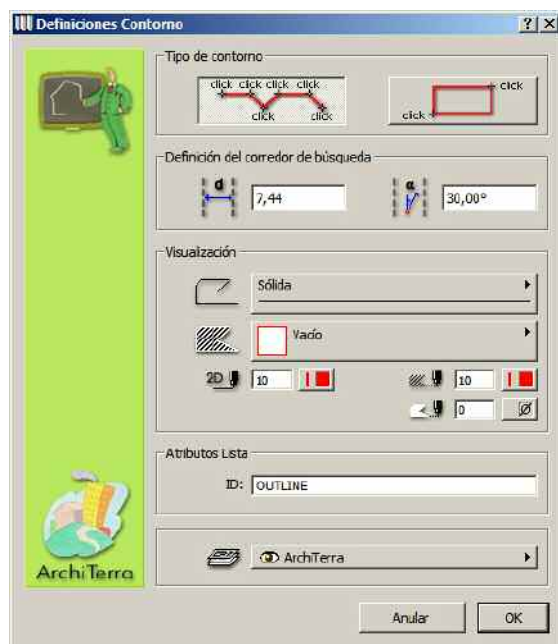 Definiciones Contorno
Tipo de contorno
click click click click
click click
click
click
Definición del corredor de búsqueda
d
7,44
α
30,00°
Visualización
Sólida
Vacío
2D
10
10
0
Atributos Lista
ID:
OUTLINE
ArchiTerra
ArchiTerra
Anular
OK